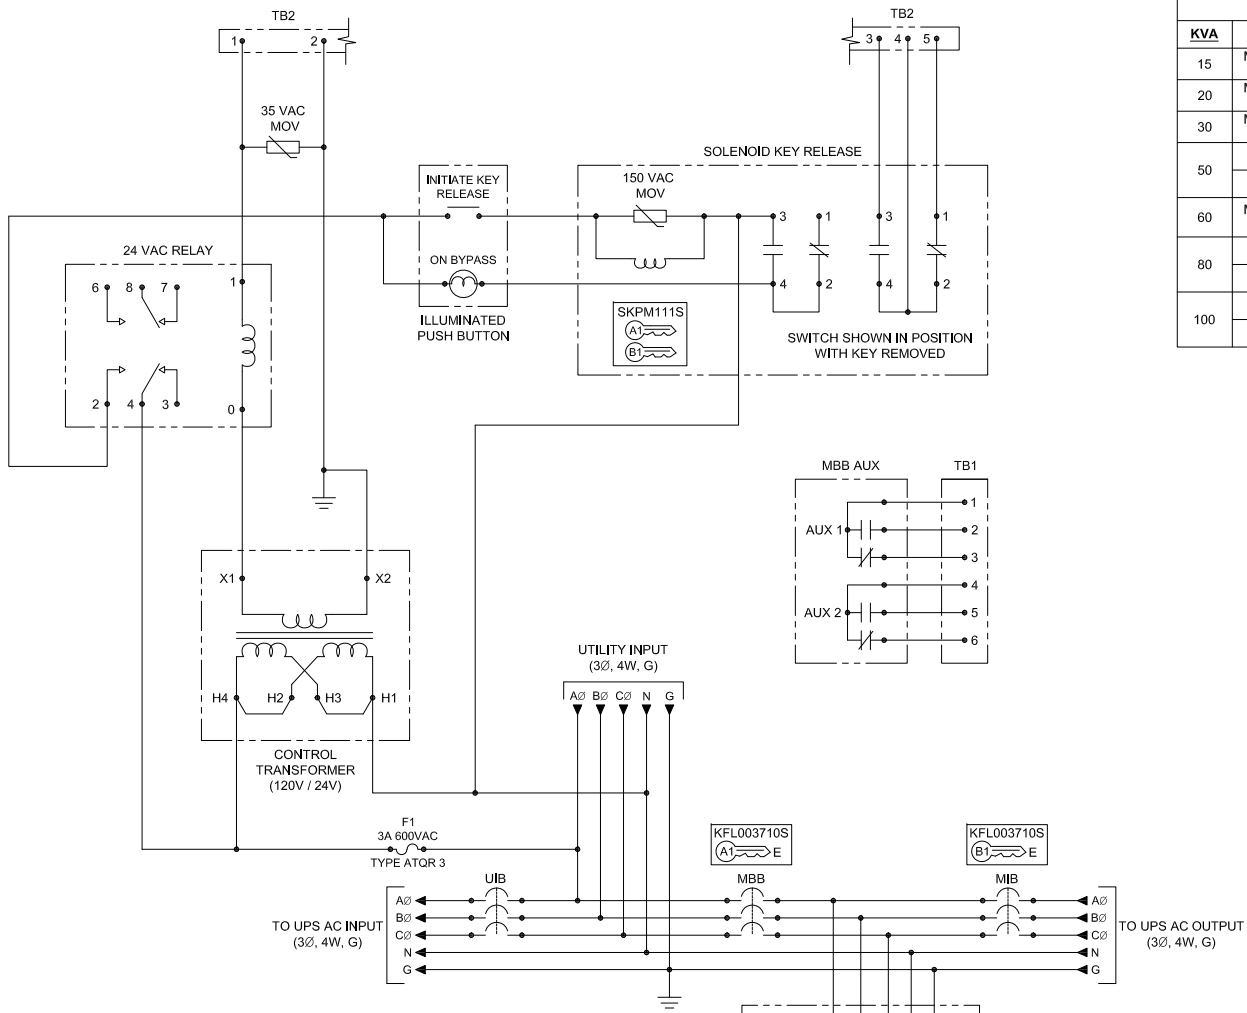 TB2
1 2
35 VAC
MOV
TB2
3 4 5
KVA
15
20
30
50
60
80
100
SOLENOID KEY RELEASE
INITIATE KEY
RELEASE
150 VAC
MOV
3 1 3 1
24 VAC RELAY
ON BYPASS
6 8 7 1
4 2 4 2
ILLUMINATED
PUSH BUTTON
SKPM111S
A1
B1
SWITCH SHOWN IN POSITION
WITH KEY REMOVED
2 4 3 0
MBB AUX
TB1
1
AUX 1
2
3
4
AUX 2
5
6
X1 X2
H4 H2 H3 H1
CONTROL
TRANSFORMER
(120V / 24V)
UTILITY INPUT
(3Ø, 4W, G)
AØ BØ CØ N G
F1
3A 600VAC
TYPE ATQR 3
KFL003710S
A1 E
KFL003710S
B1 E
UIB
MBB
MIB
TO UPS AC INPUT
(3Ø, 4W, G)
AØ
BØ
CØ
N
G
AØ
BØ
CØ
N
G
TO UPS AC OUTPUT
(3Ø, 4W, G)